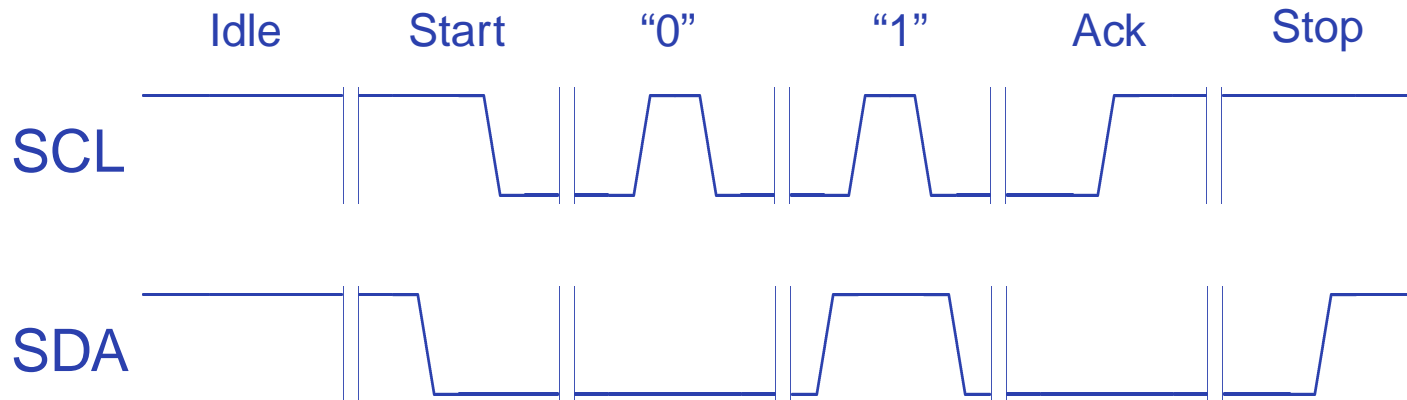 Idle Start “0” “1” Ack Stop
SCL
SDA